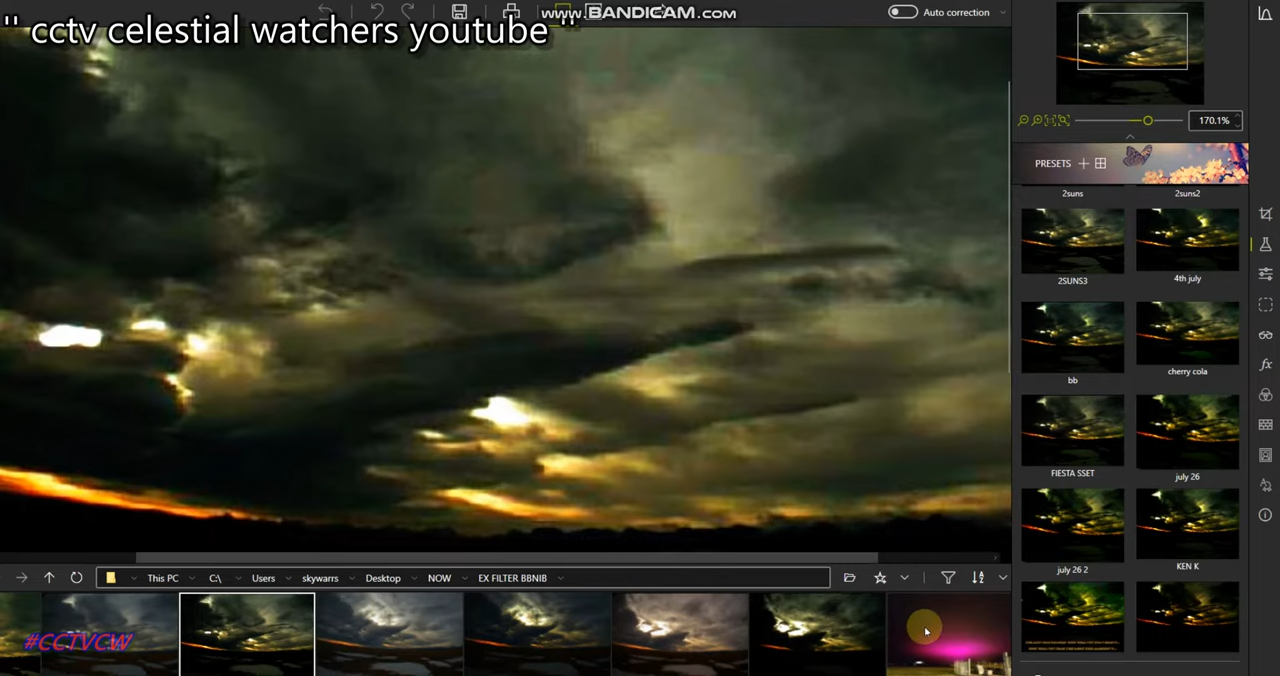 www.BANDICAM.com
Auto correction
" cctv celestial watchers youtube "
170.1%
PRESETS
2suns
2suns2
2SUNS3
4th july
bb
cherry cola
FIESTA SSET
july 26
july 26 2
KEN K
This PC
C:\
Users
skywarrs
Desktop
NOW
EX FILTER BBNIB
#CCTVCW